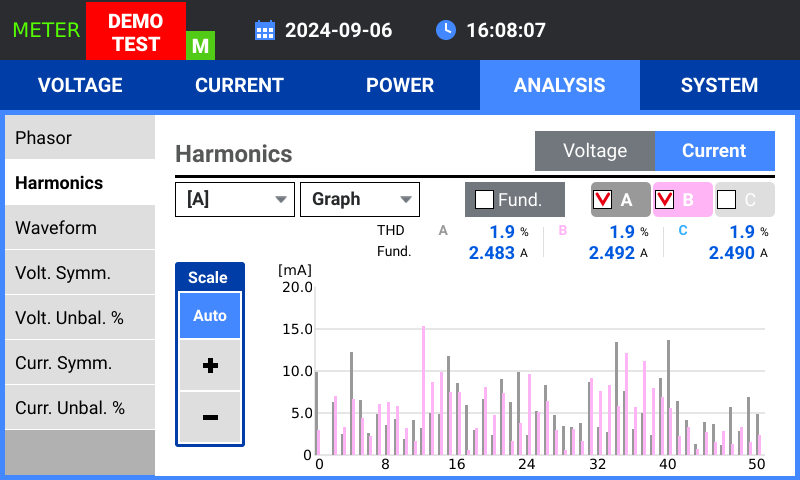 METER
DEMO
TEST
M
2024-09-06
16:08:07
VOLTAGE CURRENT POWER ANALYSIS SYSTEM
Phasor
Harmonics
Waveform
Volt. Symm.
Volt. Unbal. %
Curr. Symm.
Curr. Unbal. %
Harmonics
Voltage Current
[A] Graph Fund. A B C
THD A 1.9 % B 1.9 % C 1.9 %
Fund. 2.483 A 2.492 A 2.490 A
Scale
Auto
+
−
[mA]
20.0
15.0
10.0
5.0
0
0 8 16 24 32 40 50